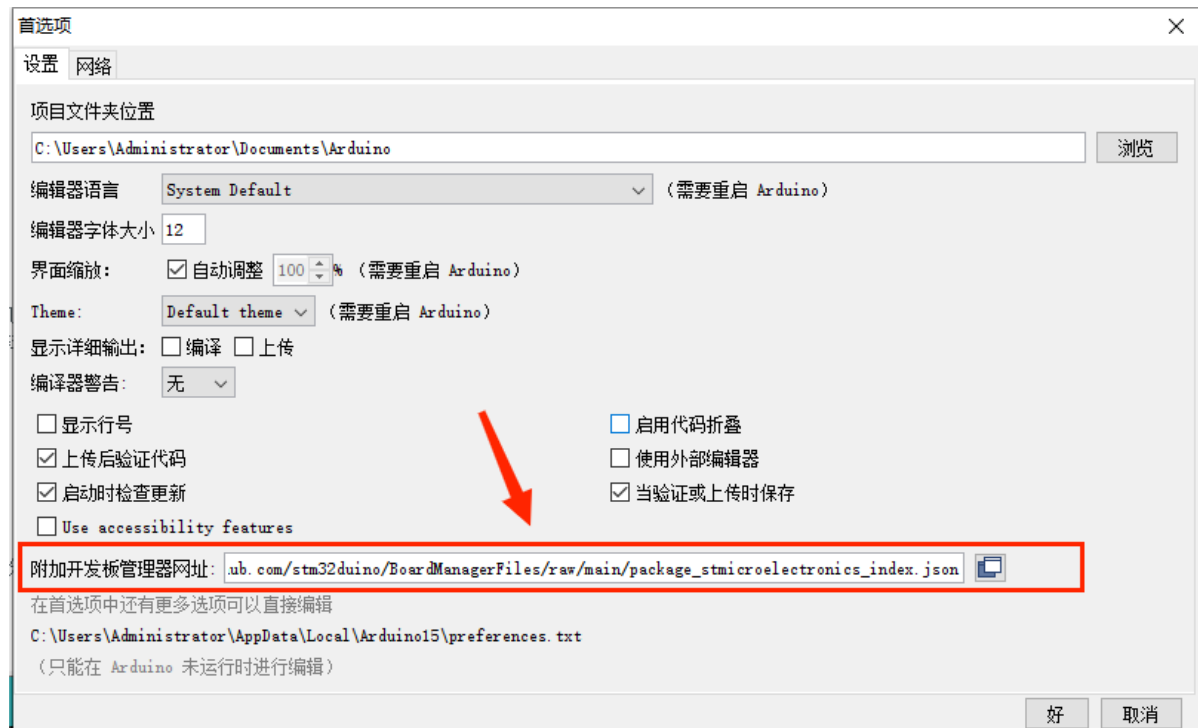 首选项
设置 网络
项目文件夹位置
C:\Users\Administrator\Documents\Arduino 浏览
编辑器语言 System Default （需要重启 Arduino）
编辑器字体大小 12
界面缩放： 自动调整 100 % （需要重启 Arduino）
Theme: Default theme （需要重启 Arduino）
显示详细输出： 编译 上传
编译器警告: 无
显示行号 启用代码折叠
上传后验证代码 使用外部编辑器
启动时检查更新 当验证或上传时保存
Use accessibility features
附加开发板管理器网址: ub.com/stm32duino/BoardManagerFiles/raw/main/package_stmicroelectronics_index.json
在首选项中还有更多选项可以直接编辑
C:\Users\Administrator\AppData\Local\Arduino15\preferences.txt
（只能在 Arduino 未运行时进行编辑）
好 取消